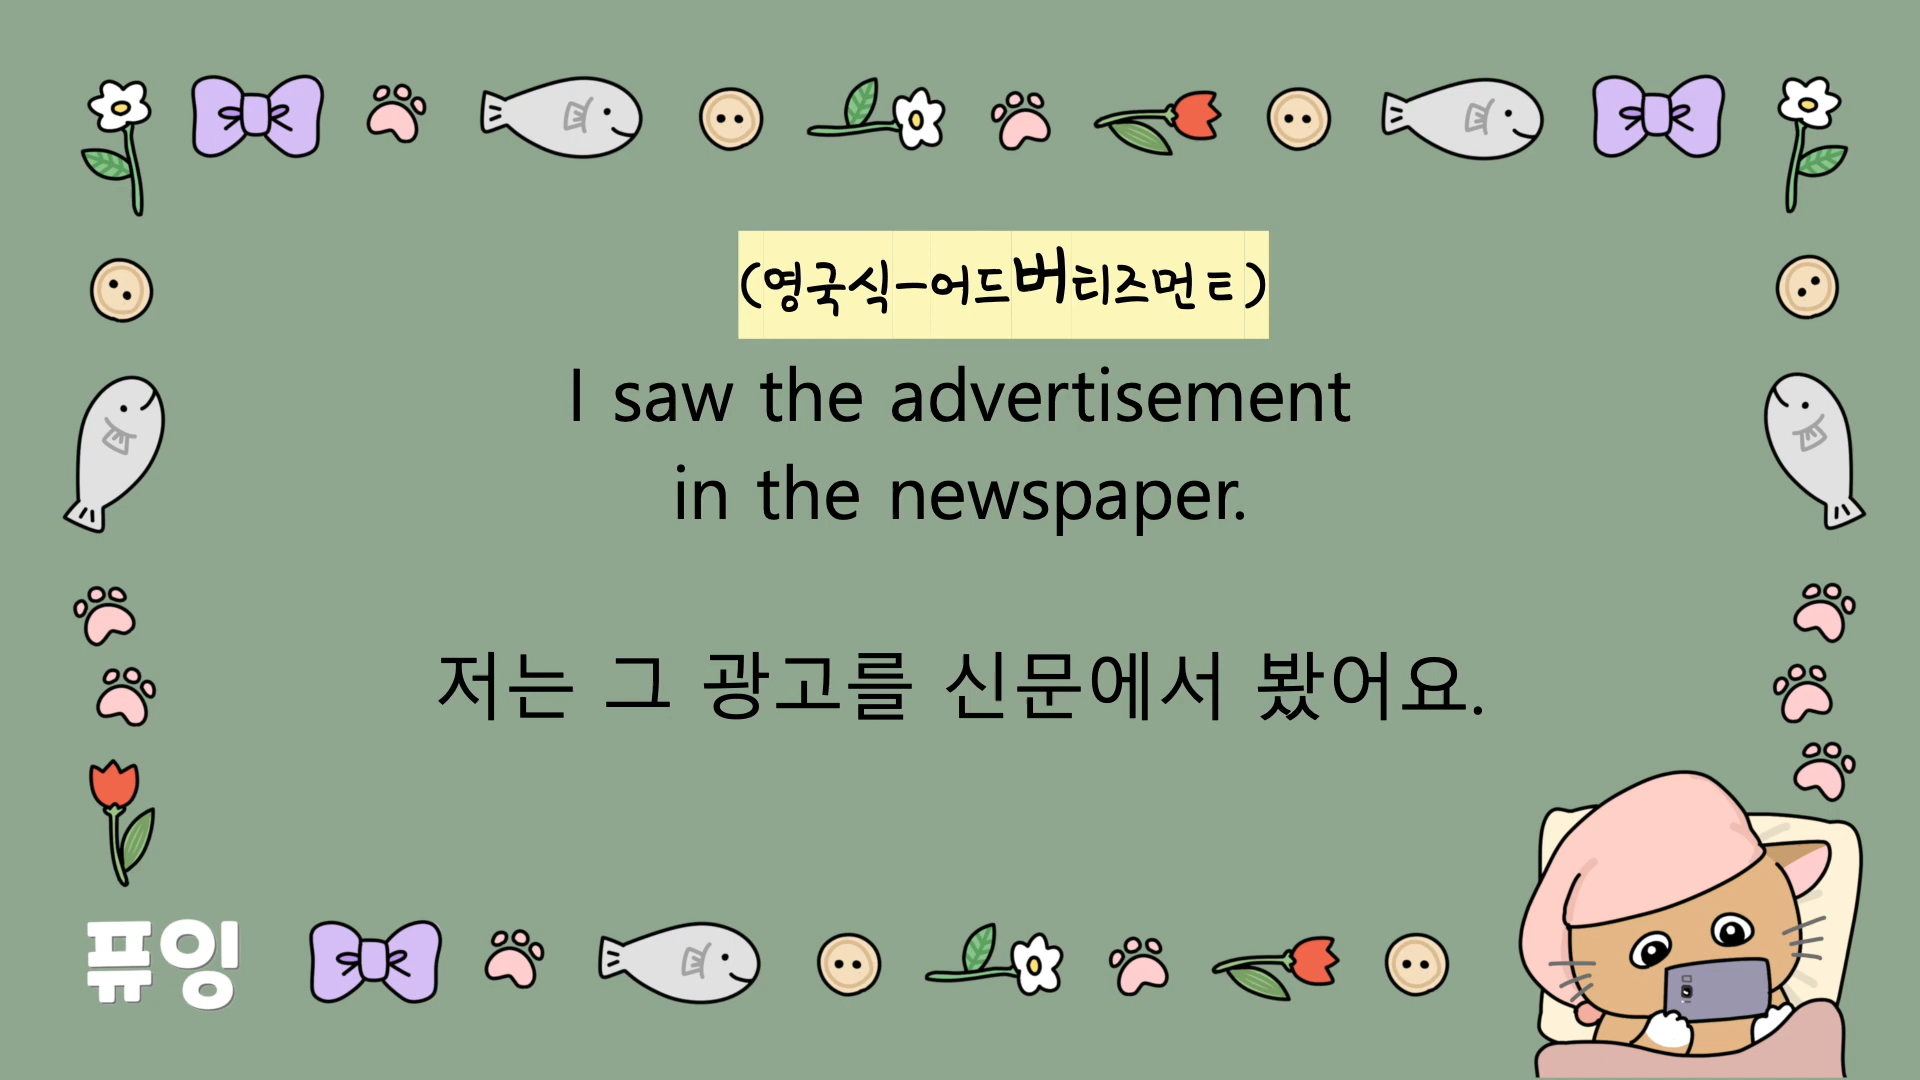 (영국식-어드버티즈먼트)
I saw the advertisement
in the newspaper.
저는 그 광고를 신문에서 봤어요.
퓨잉